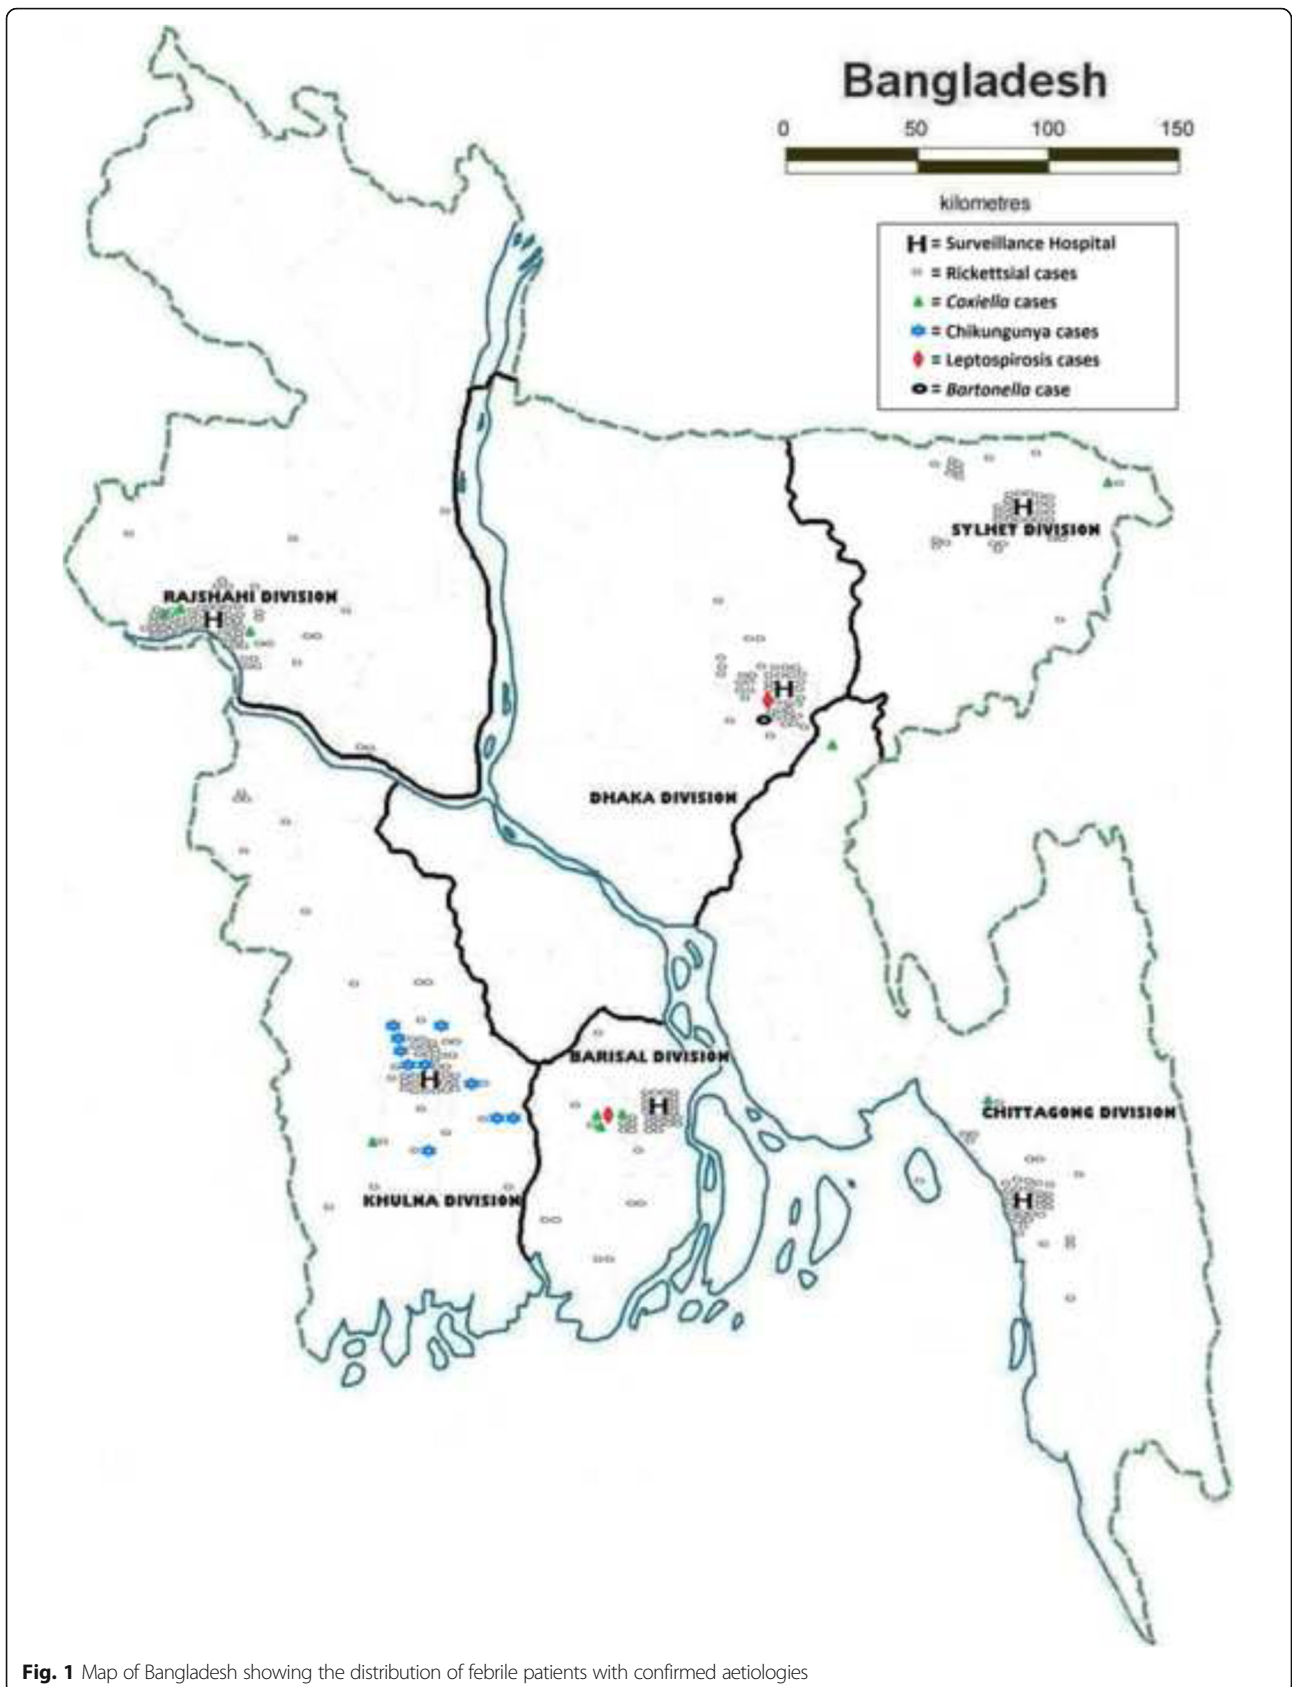 Bangladesh
0 50 100 150
kilometres
H = Surveillance Hospital
= Rickettsial cases
= Coxiella cases
= Chikungunya cases
= Leptospirosis cases
= Bartonella case
SYLHET DIVISION
H
RAJSHAHI DIVISION
H
H
DHAKA DIVISION
BARISAL DIVISION
H
H
CHITTAGONG DIVISION
KHULNA DIVISION
H
Fig. 1 Map of Bangladesh showing the distribution of febrile patients with confirmed aetiologies